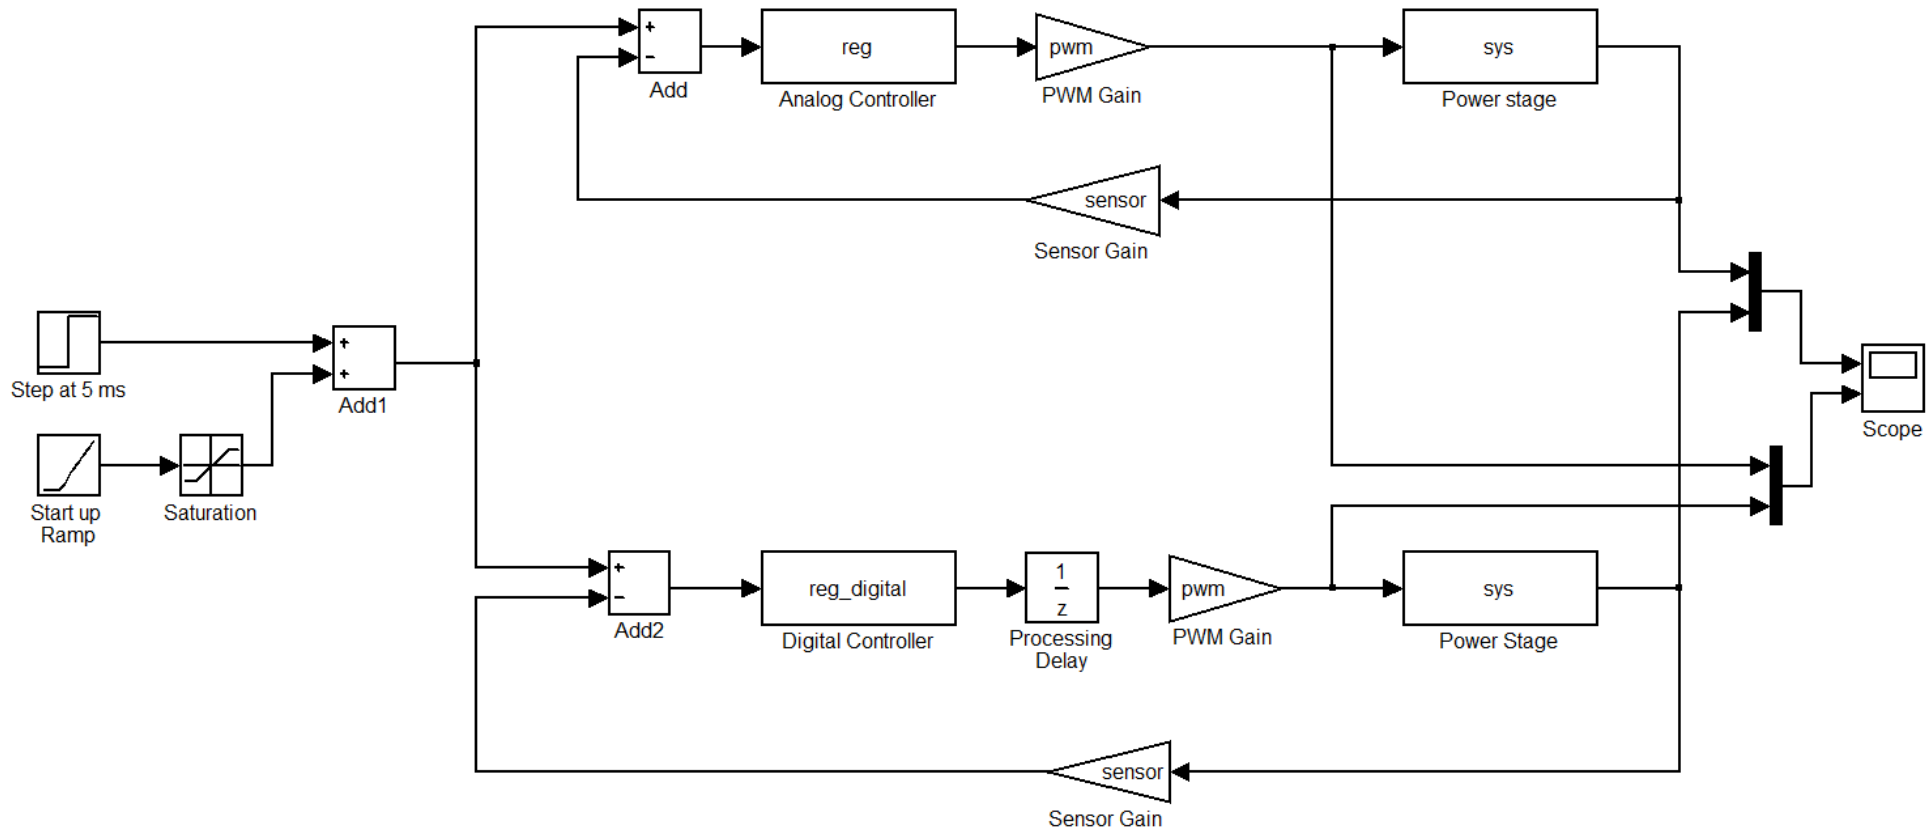 +
−
Add
reg
Analog Controller
pwm
PWM Gain
sys
Power stage
sensor
Sensor Gain
Step at 5 ms
+
+
Add1
Start up
Ramp
Saturation
Scope
+
−
Add2
reg_digital
Digital Controller
1
z
Processing
Delay
pwm
PWM Gain
sys
Power Stage
sensor
Sensor Gain